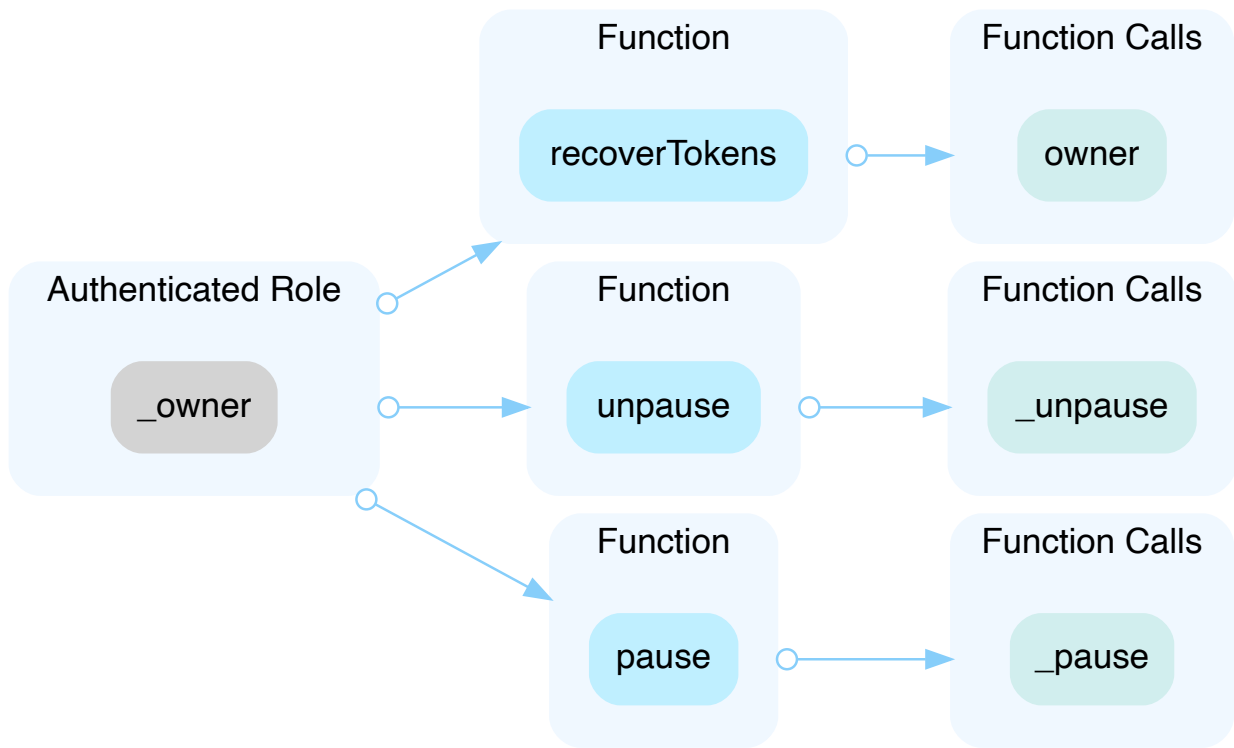 Function
recoverTokens
Function Calls
owner
Authenticated Role
_owner
Function
unpause
Function Calls
_unpause
Function
pause
Function Calls
_pause